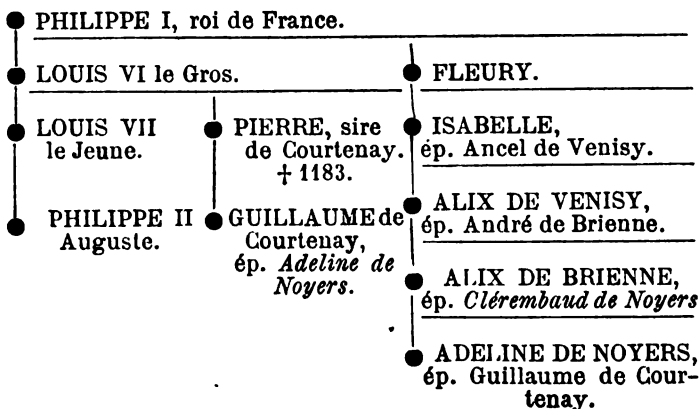 PHILIPPE I, roi de France.
LOUIS VI le Gros.
FLEURY.
LOUIS VII
le Jeune.
PIERRE, sire
de Courtenay.
† 1183.
ISABELLE,
ép. Ancel de Venisy.
PHILIPPE II
Auguste.
GUILLAUME de
Courtenay,
ép. Adeline de
Noyers.
ALIX DE VENISY,
ép. André de Brienne.
ALIX DE BRIENNE,
ép. Clérembaud de Noyers
ADELINE DE NOYERS,
ép. Guillaume de Cour-
tenay.